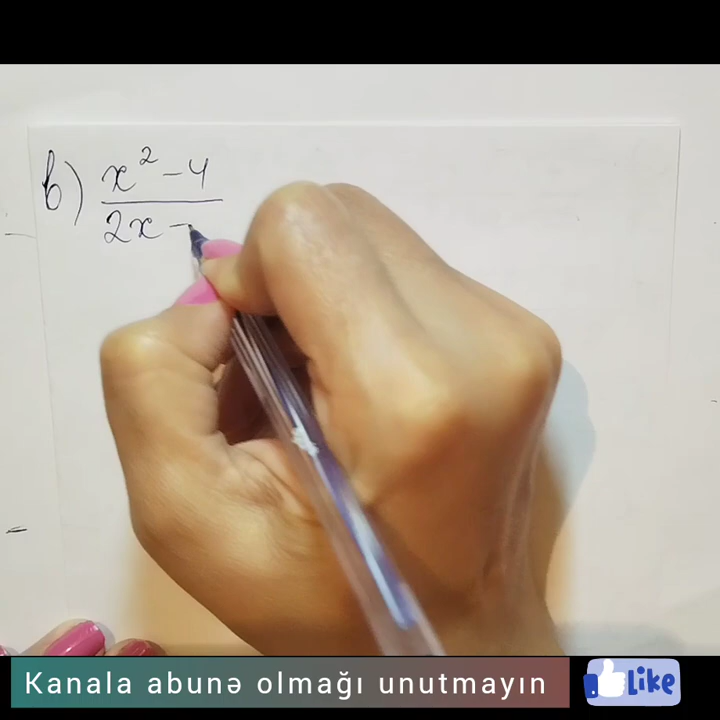 b) x² - 4
2x -
Kanala abunə olmağı unutmayın
Like